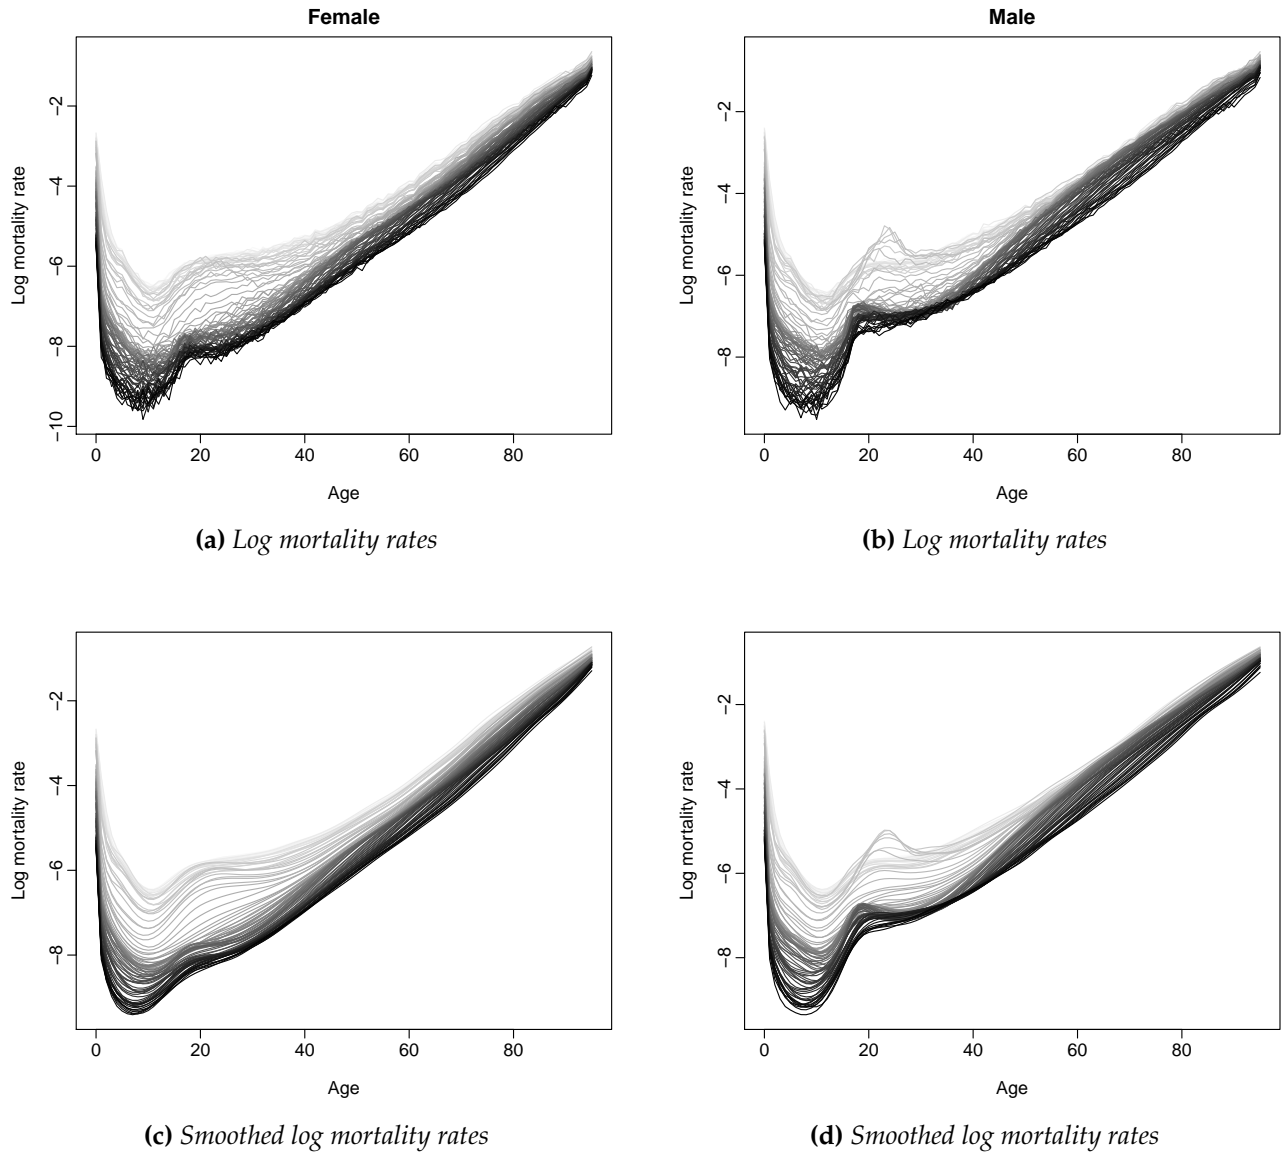 Female
Male
Log mortality rate
−2
−4
−6
−8
−10
0 20 40 60 80
Age
(a) Log mortality rates
Log mortality rate
−2
−4
−6
−8
0 20 40 60 80
Age
(b) Log mortality rates
Log mortality rate
−2
−4
−6
−8
0 20 40 60 80
Age
(c) Smoothed log mortality rates
Log mortality rate
−2
−4
−6
−8
0 20 40 60 80
Age
(d) Smoothed log mortality rates